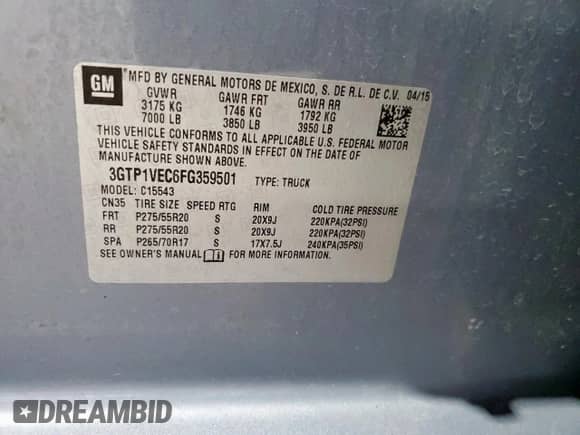 GM
MFD BY GENERAL MOTORS DE MEXICO, S. DE R.L. DE C.V. 04/15
GVWR GAWR FRT GAWR RR
3175 KG 1746 KG 1792 KG
7000 LB 3850 LB 3950 LB
THIS VEHICLE CONFORMS TO ALL APPLICABLE U.S. FEDERAL MOTOR
VEHICLE SAFETY STANDARDS IN EFFECT ON THE DATE OF
MANUFACTURE SHOWN ABOVE.
3GTP1VEC6FG359501 TYPE: TRUCK
MODEL: C15543
CN35 TIRE SIZE SPEED RTG RIM COLD TIRE PRESSURE
FRT P275/55R20 S 20X9J 220KPA(32PSI)
RR P275/55R20 S 20X9J 220KPA(32PSI)
SPA P265/70R17 S 17X7.5J 240KPA(35PSI)
SEE OWNER'S MANUAL FOR MORE INFORMATION.
DREAMBID